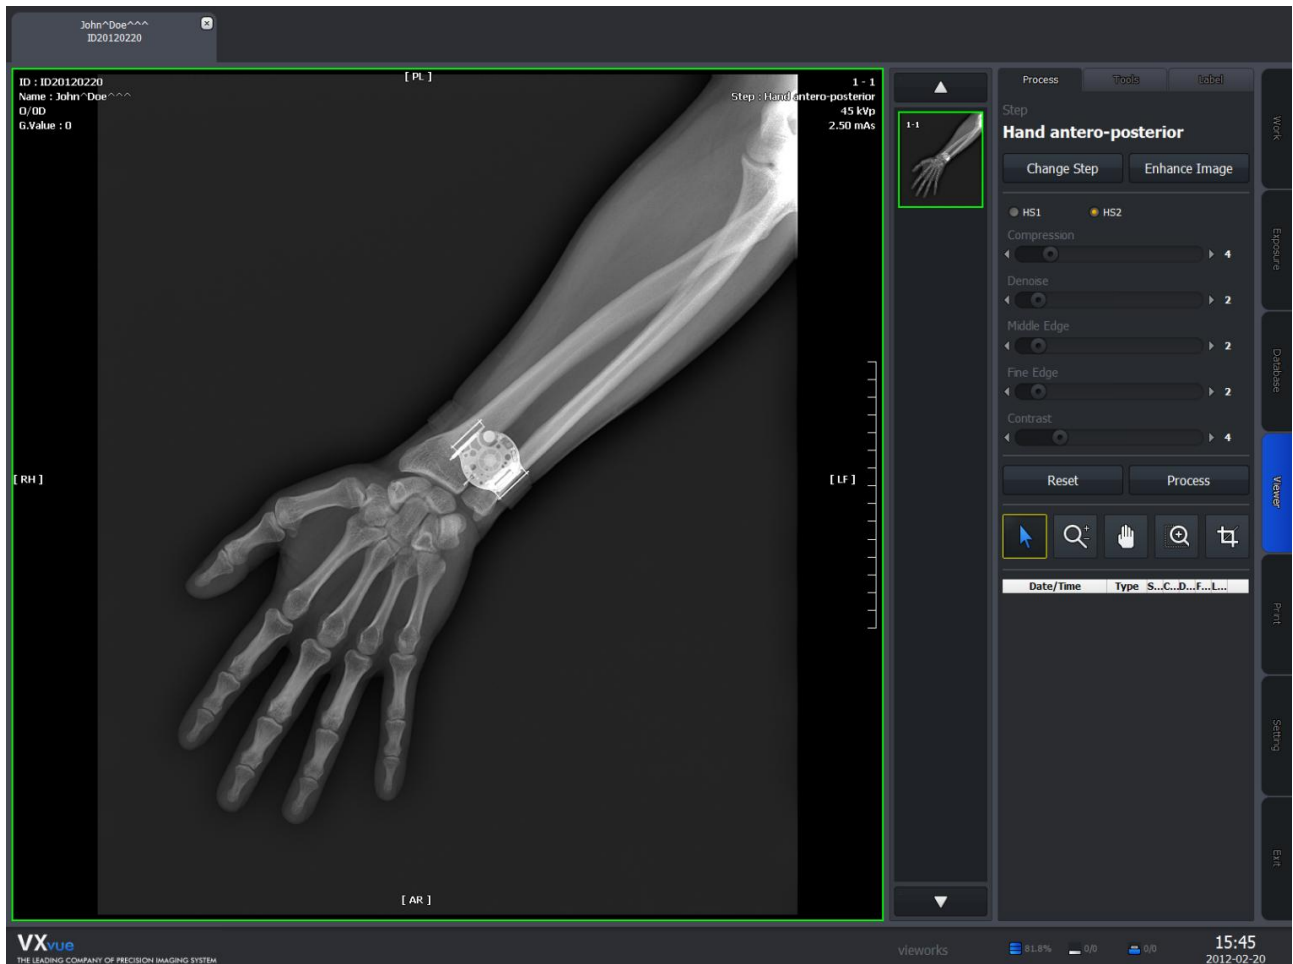 John^Doe^^^
ID20120220
ID : ID20120220
Name : John^Doe^^^
O/0D
G.Value : 0
[ PL ]
1 - 1
Step : Hand antero-posterior
45 kVp
2.50 mAs
[ RH ]
[ LF ]
[ AR ]
1-1
Process
Tools
Label
Step
Hand antero-posterior
Change Step
Enhance Image
HS1
HS2
Compression
4
Denoise
2
Middle Edge
2
Fine Edge
2
Contrast
4
Reset
Process
Date/Time Type S...C...D...F...L...
Work
Exposure
Database
Viewer
Print
Setting
Exit
VXvue
THE LEADING COMPANY OF PRECISION IMAGING SYSTEM
vieworks
81.8%
0/0
0/0
15:45
2012-02-20